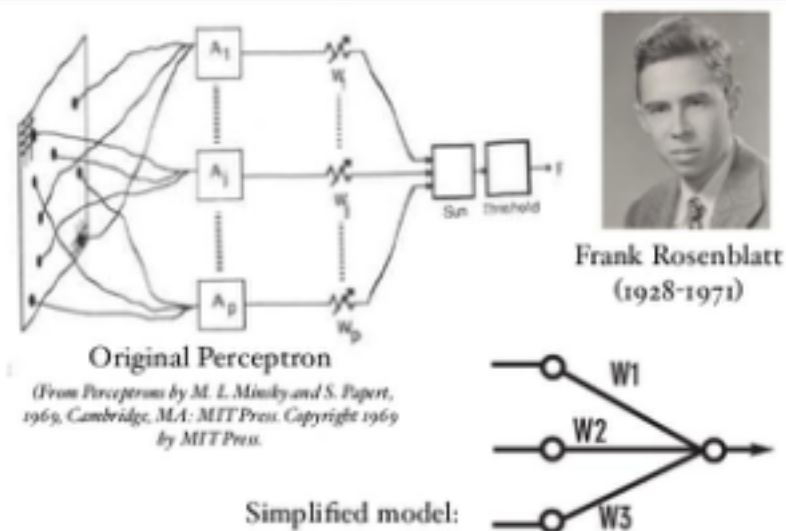 A1
Aj
Ap
W
Wj
Wp
Sum
Threshold
F
Frank Rosenblatt
(1928-1971)
Original Perceptron
(From Perceptrons by M. L Minsky and S. Papert,
1969, Cambridge, MA: MIT Press. Copyright 1969
by MIT Press.
W1
W2
W3
Simplified model: